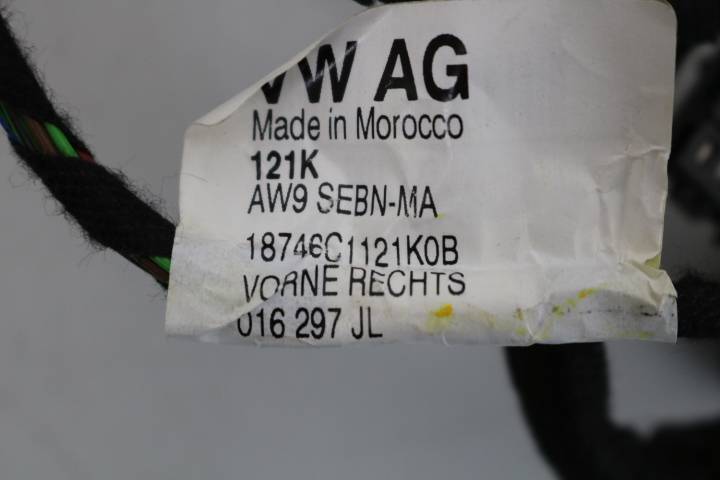 VW AG
Made in Morocco
121K
AW9 SEBN-MA
18746C1121K0B
VORNE RECHTS
016 297 JL